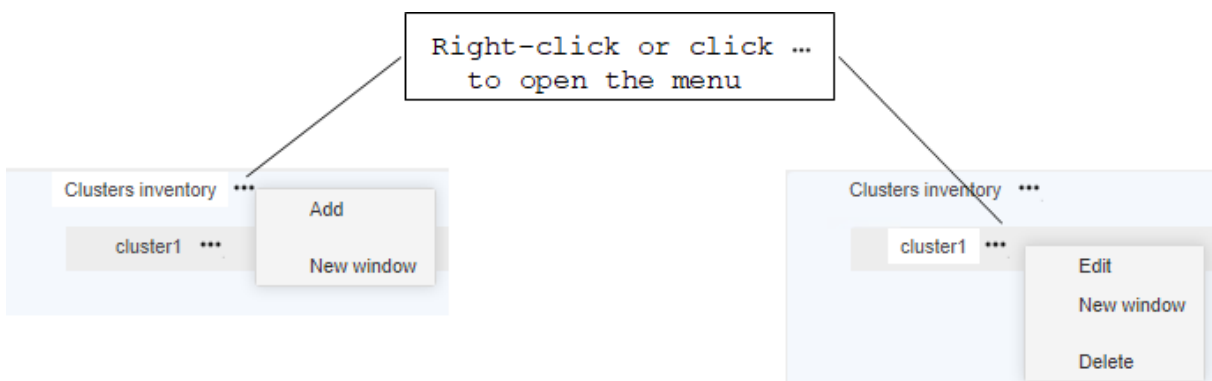 Right-click or click …
to open the menu
Clusters inventory •••
Add
cluster1 •••
New window
Clusters inventory •••
cluster1 •••
Edit
New window
Delete